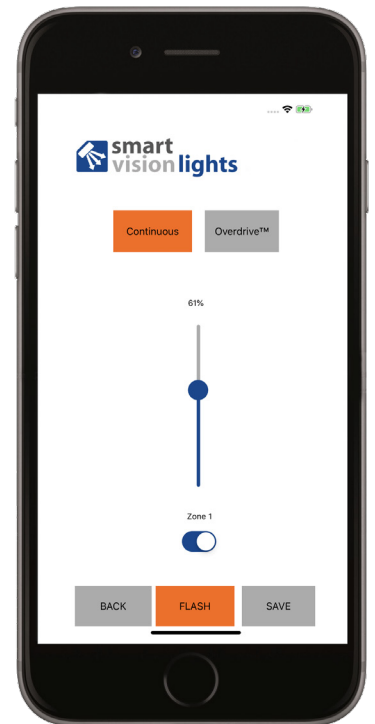 smart
vision lights
Continuous Overdrive™
61%
Zone 1
BACK FLASH SAVE